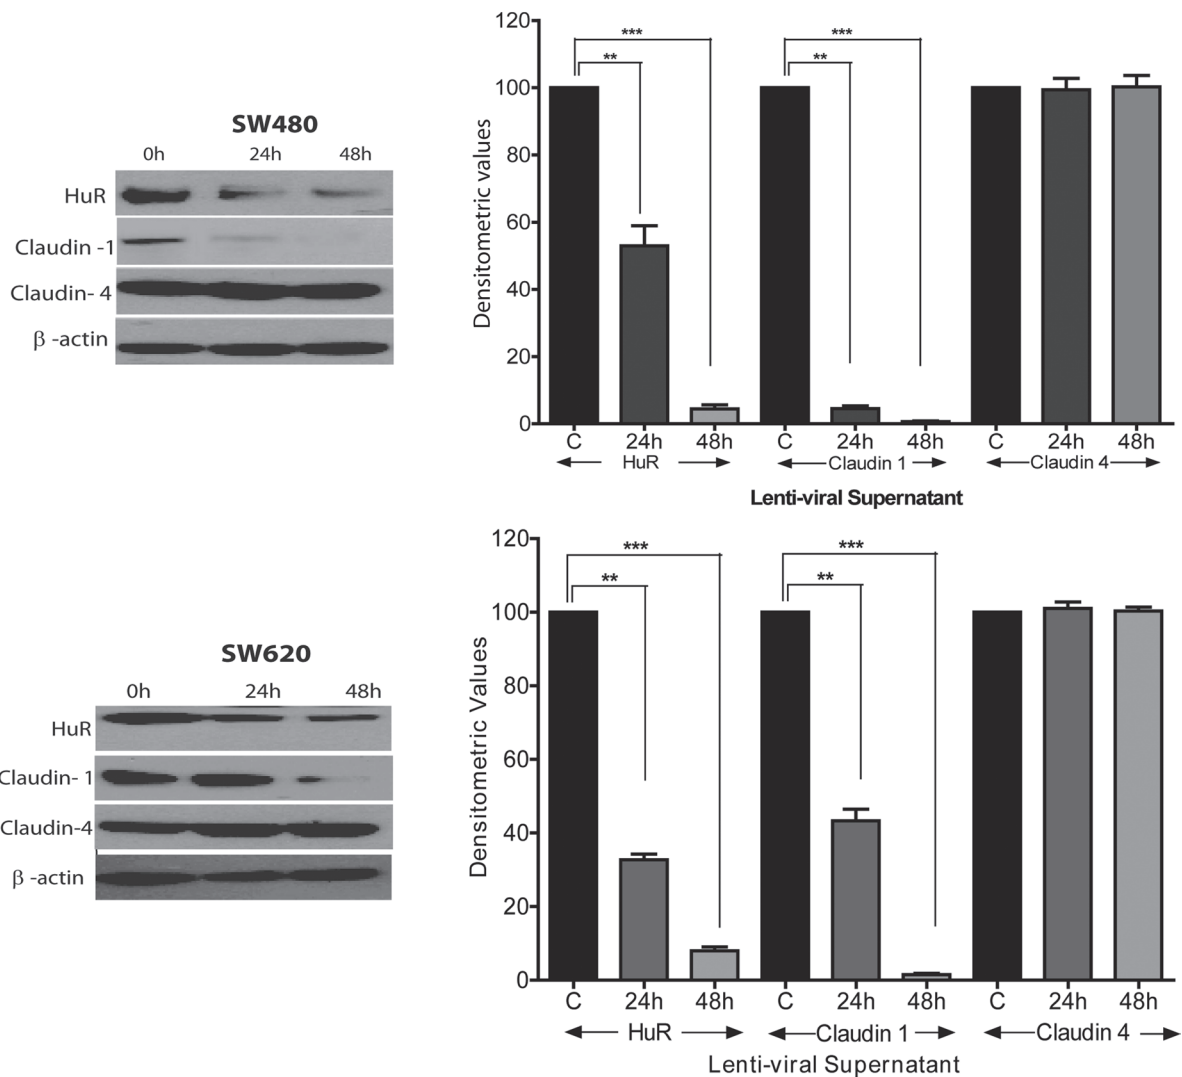 SW480
0h 24h 48h
HuR
Claudin -1
Claudin- 4
β -actin
Densitometric values
120
100
80
60
40
20
0
***
**
***
**
C 24h 48h C 24h 48h C 24h 48h
HuR Claudin 1 Claudin 4
Lenti-viral Supernatant
SW620
0h 24h 48h
HuR
Claudin- 1
Claudin-4
β -actin
Densitometric Values
120
100
80
60
40
20
0
***
**
***
**
C 24h 48h C 24h 48h C 24h 48h
HuR Claudin 1 Claudin 4
Lenti-viral Supernatant